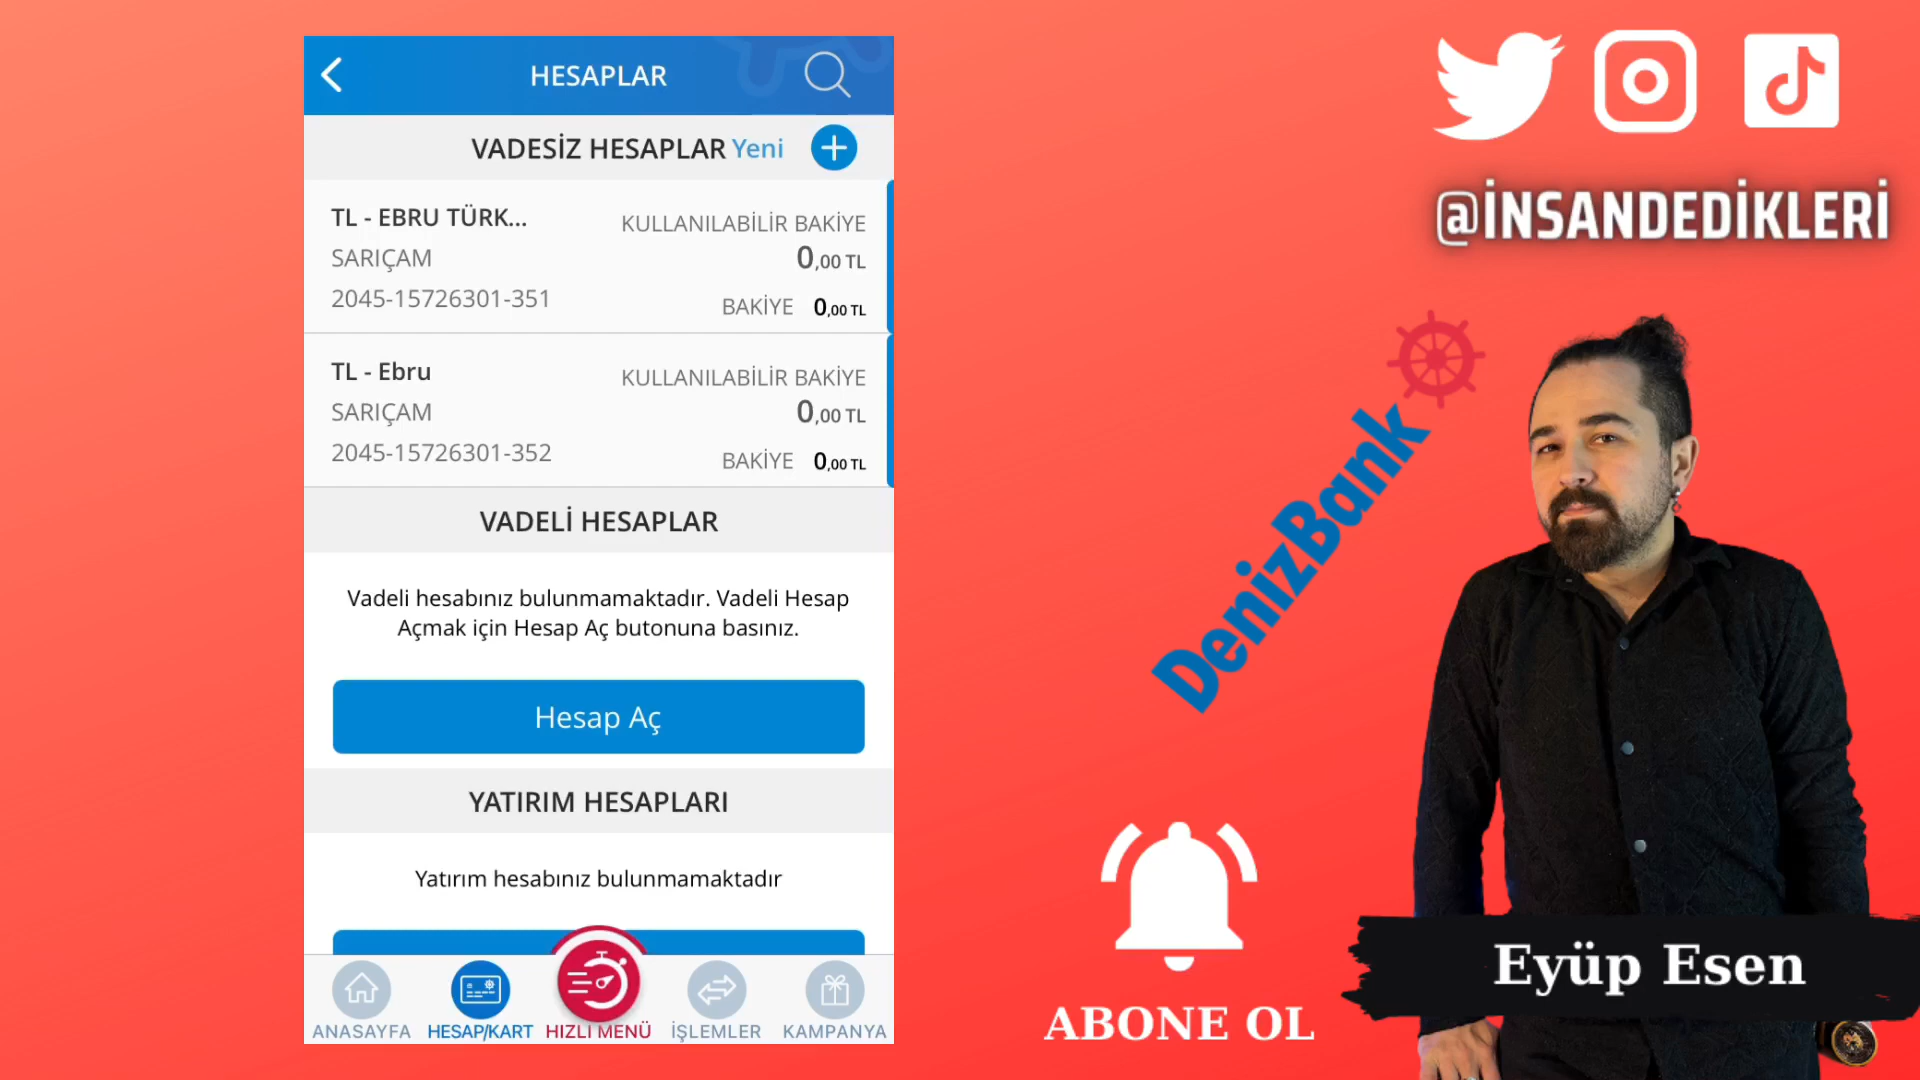 HESAPLAR
VADESİZ HESAPLAR Yeni
TL - EBRU TÜRK...
KULLANILABİLİR BAKİYE
SARIÇAM
0,00 TL
2045-15726301-351
BAKİYE 0,00 TL
TL - Ebru
KULLANILABİLİR BAKİYE
SARIÇAM
0,00 TL
2045-15726301-352
BAKİYE 0,00 TL
VADELİ HESAPLAR
Vadeli hesabınız bulunmamaktadır. Vadeli Hesap
Açmak için Hesap Aç butonuna basınız.
Hesap Aç
YATIRIM HESAPLARI
Yatırım hesabınız bulunmamaktadır
ANASAYFA
HESAP/KART
HIZLI MENÜ
İŞLEMLER
KAMPANYA
@İNSANDEDİKLERİ
DenizBank
ABONE OL
Eyüp Esen